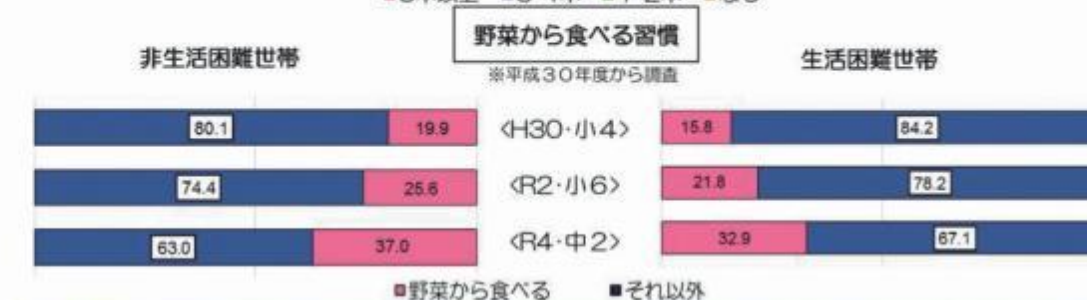 野菜から食べる習慣
非生活困難世帯
生活困難世帯
※平成30年度から調査
80.1 19.9 <H30・小4> 15.8 84.2
74.4 25.6 <R2・小6> 21.8 78.2
63.0 37.0 <R4・中2> 32.9 67.1
■野菜から食べる ■それ以外